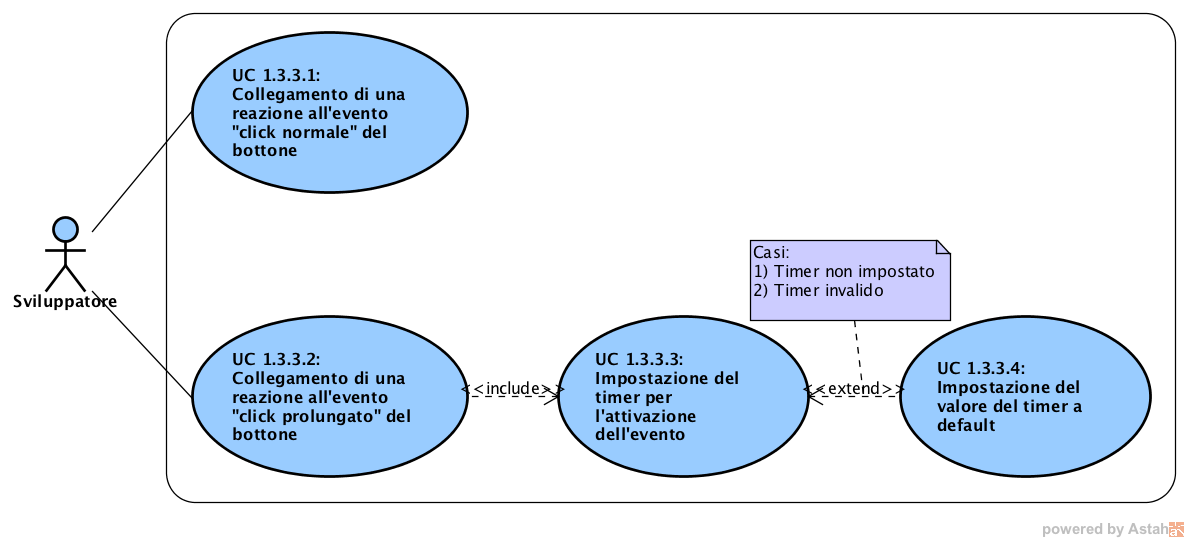 UC 1.3.3.1:
Collegamento di una
reazione all'evento
"click normale" del
bottone
Sviluppatore
Casi:
1) Timer non impostato
2) Timer invalido
UC 1.3.3.2:
Collegamento di una
reazione all'evento
"click prolungato" del
bottone
<<include>>
UC 1.3.3.3:
Impostazione del
timer per
l'attivazione
dell'evento
<<extend>>
UC 1.3.3.4:
Impostazione del
valore del timer a
default
powered by Astah